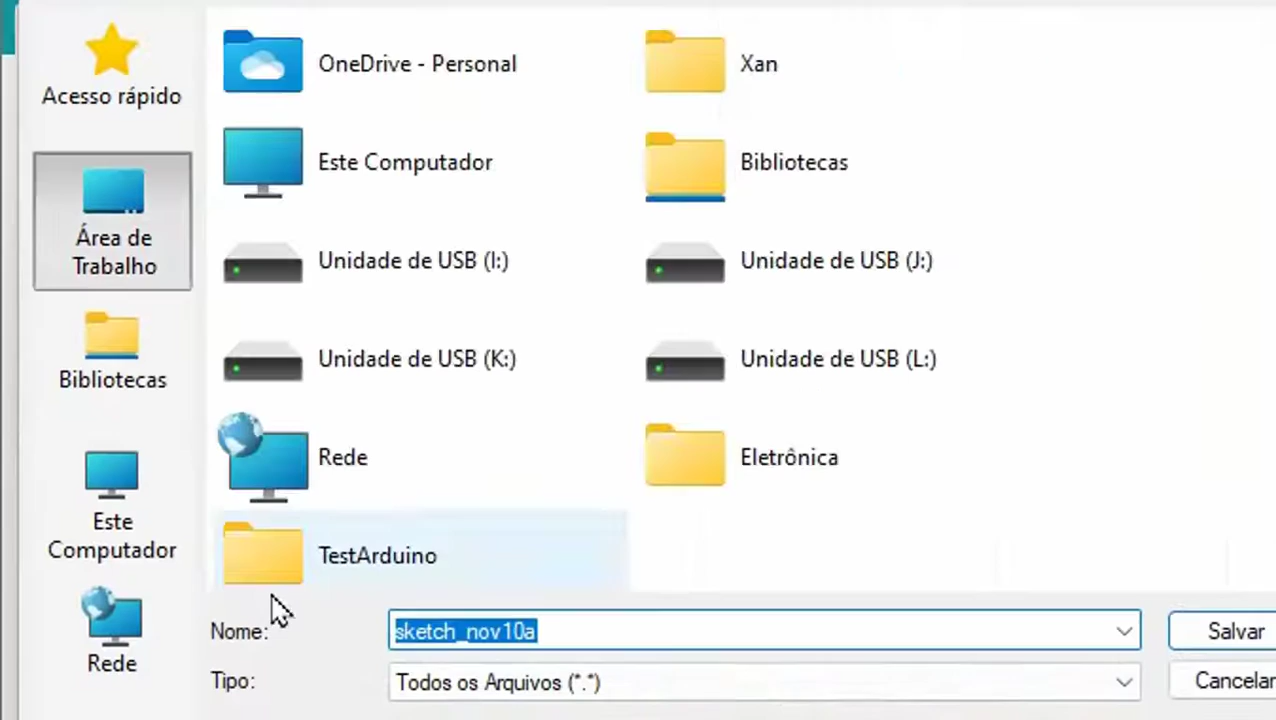 Acesso rápido
Área de
Trabalho
Bibliotecas
Este
Computador
Rede
OneDrive - Personal
Xan
Este Computador
Bibliotecas
Unidade de USB (I:)
Unidade de USB (J:)
Unidade de USB (K:)
Unidade de USB (L:)
Rede
Eletrônica
TestArduino
Nome:
sketch_nov10a
Salvar
Tipo:
Todos os Arquivos (*.*)
Cancelar